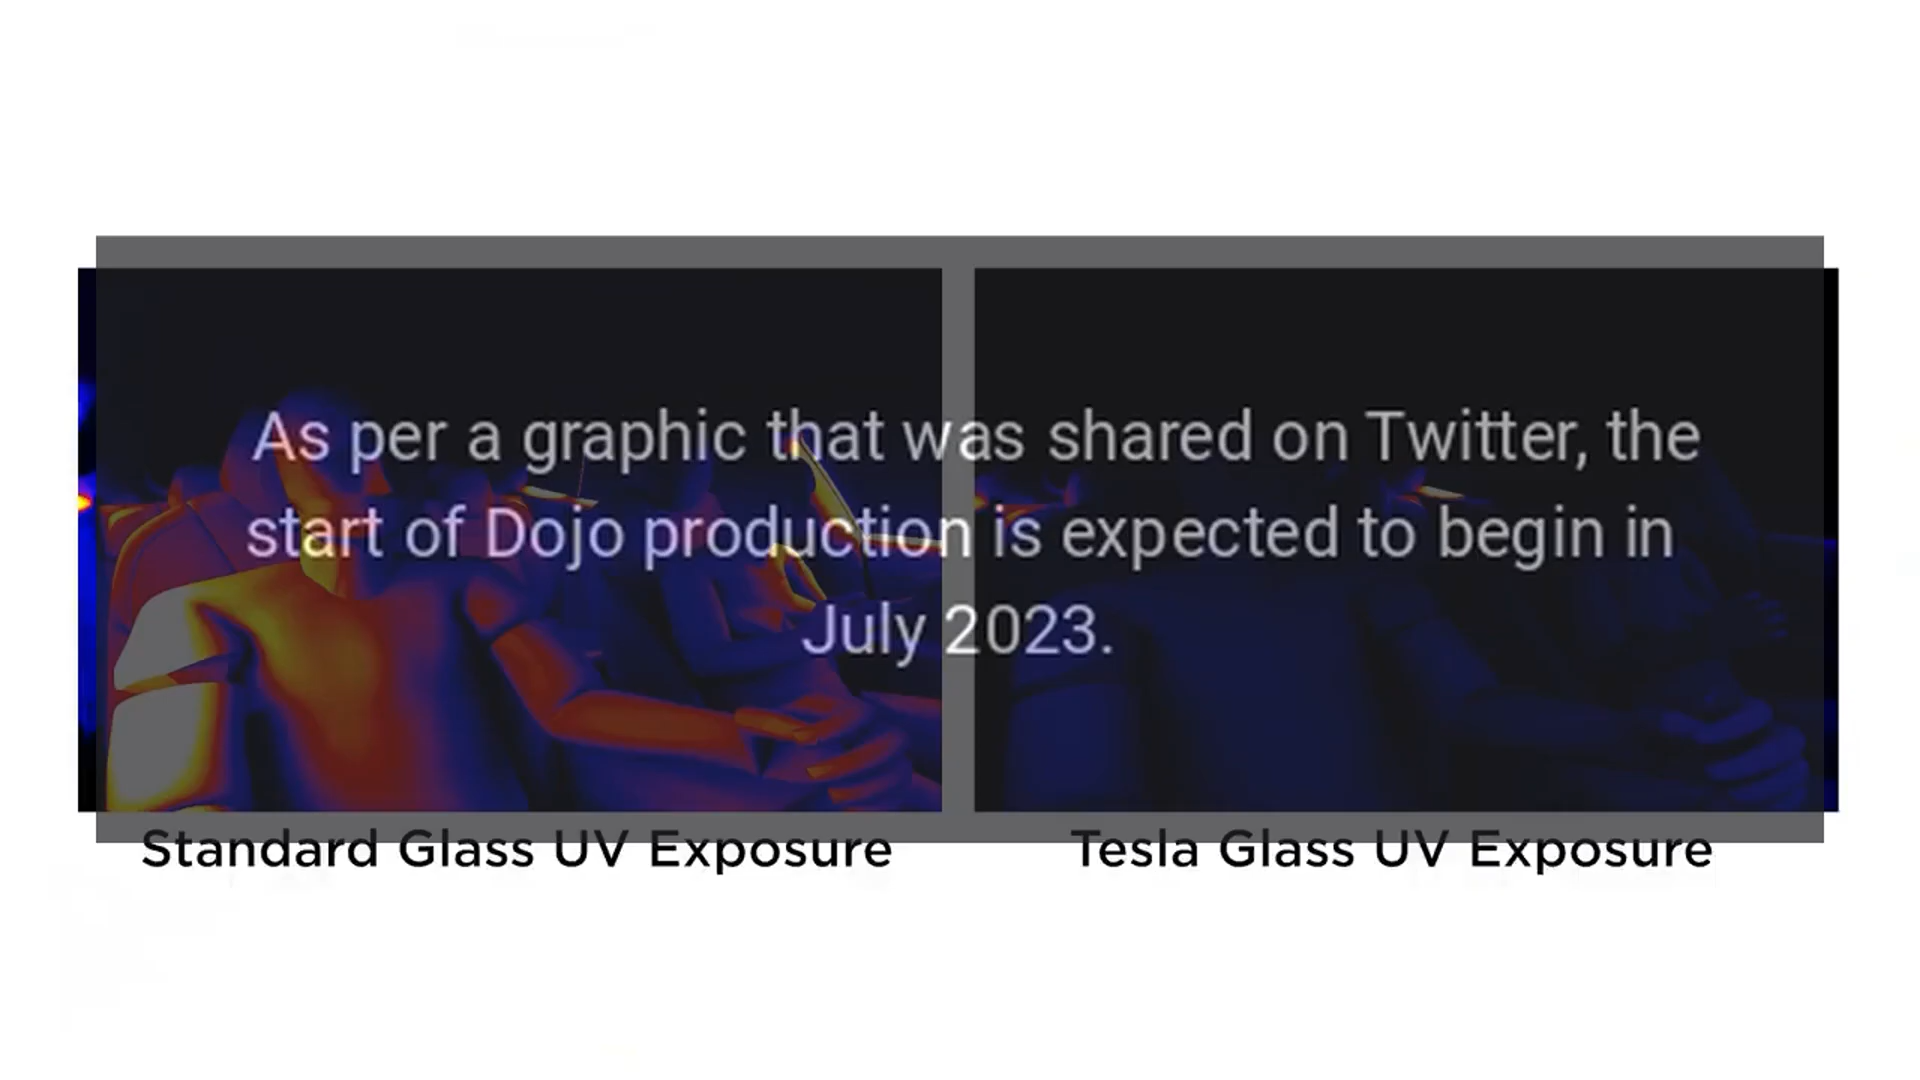 As per a graphic that was shared on Twitter, the
start of Dojo production is expected to begin in
July 2023.
Standard Glass UV Exposure
Tesla Glass UV Exposure